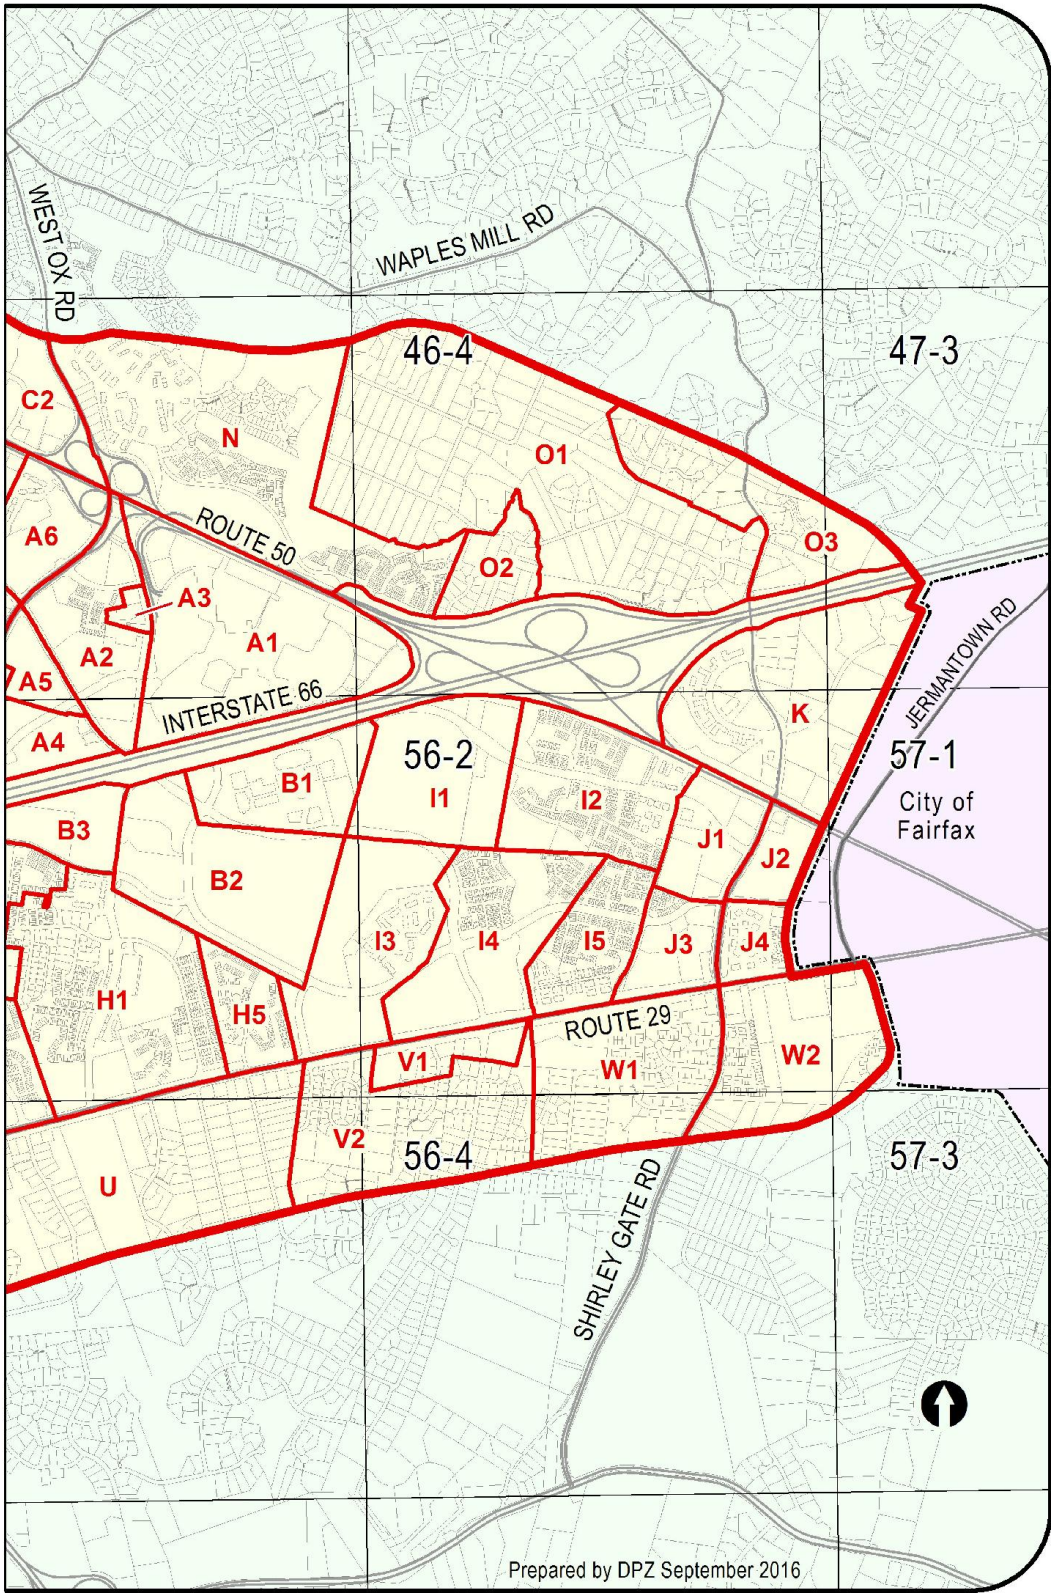 WEST OX RD
WAPLES MILL RD
46-4
47-3
C2
N
O1
ROUTE 50
A6
O3
O2
A3
A1
A2
A5
INTERSTATE 66
JERMANTOWN RD
K
A4
56-2
57-1
B1
I1
I2
City of
Fairfax
B3
J1
J2
B2
I3
I4
I5
J3
J4
H1
H5
ROUTE 29
V1
W1
W2
V2
56-4
57-3
U
SHIRLEY GATE RD
Prepared by DPZ September 2016